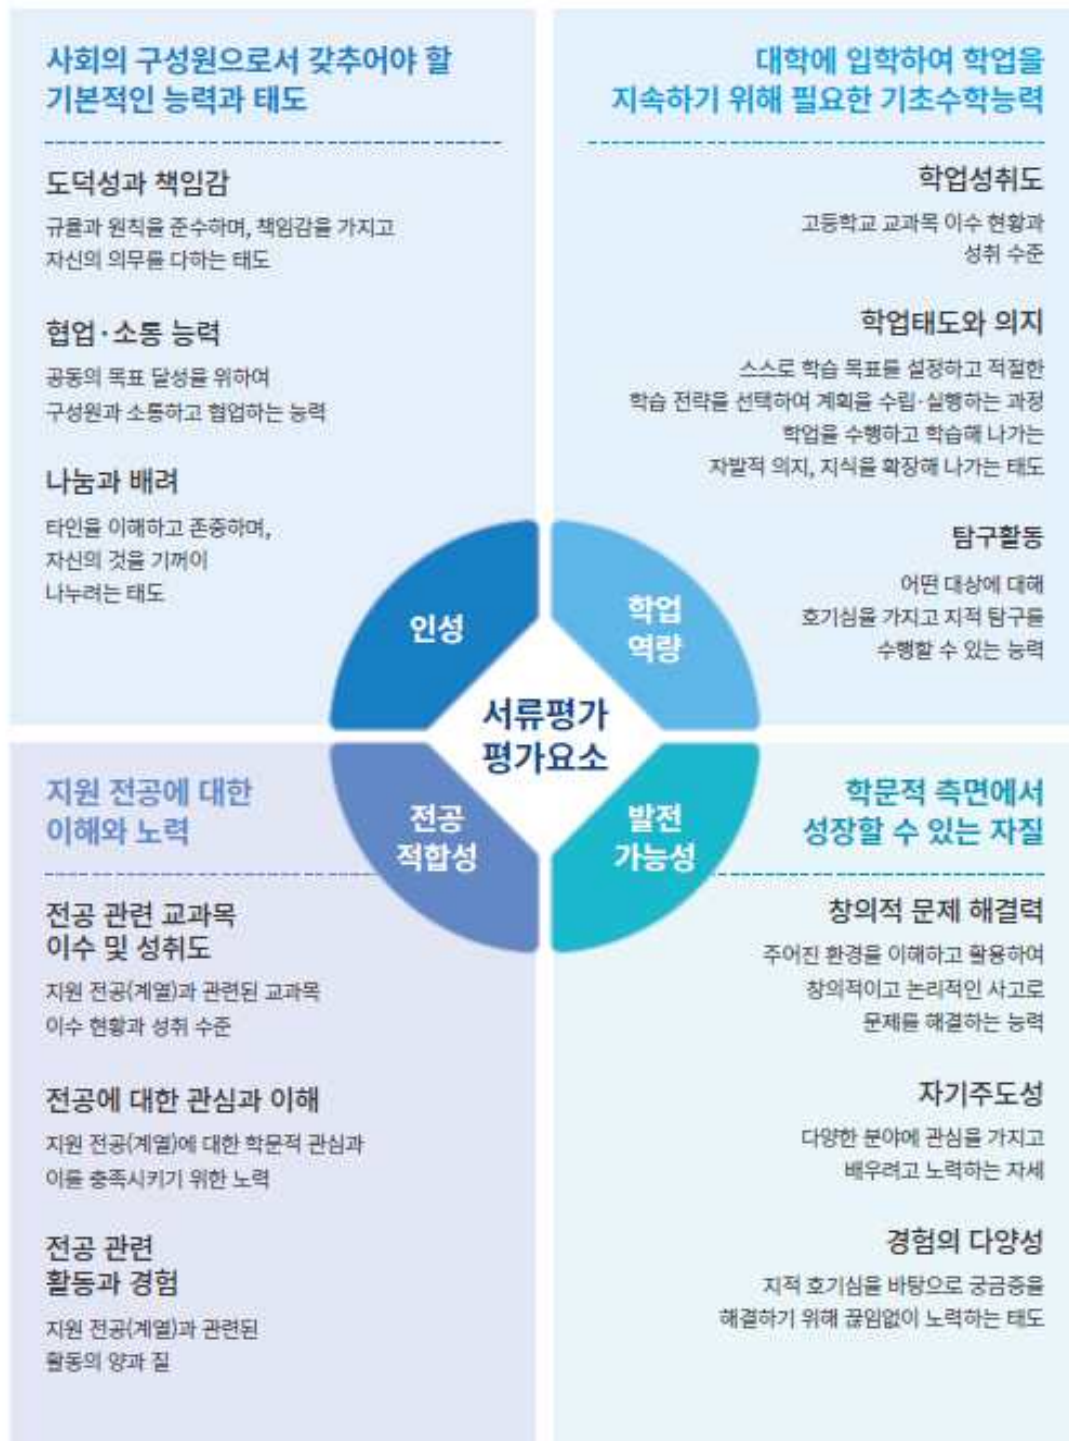 사회의 구성원으로서 갖추어야 할
기본적인 능력과 태도
도덕성과 책임감
규율과 원칙을 준수하며, 책임감을 가지고
자신의 의무를 다하는 태도
협업·소통 능력
공동의 목표 달성을 위하여
구성원과 소통하고 협업하는 능력
나눔과 배려
타인을 이해하고 존중하며,
자신의 것을 기꺼이
나누려는 태도
인성
대학에 입학하여 학업을
지속하기 위해 필요한 기초수학능력
학업성취도
고등학교 교과목 이수 현황과
성취 수준
학업태도와 의지
스스로 학습 목표를 설정하고 적절한
학습 전략을 선택하여 계획을 수립·실행하는 과정
학업을 수행하고 학습해 나가는
자발적 의지, 지식을 확장해 나가는 태도
탐구활동
어떤 대상에 대해
호기심을 가지고 지적 탐구를
수행할 수 있는 능력
학업
역량
서류평가
평가요소
지원 전공에 대한
이해와 노력
전공
적합성
전공 관련 교과목
이수 및 성취도
지원 전공(계열)과 관련된 교과목
이수 현황과 성취 수준
전공에 대한 관심과 이해
지원 전공(계열)에 대한 학문적 관심과
이를 충족시키기 위한 노력
전공 관련
활동과 경험
지원 전공(계열)과 관련된
활동의 양과 질
발전
가능성
학문적 측면에서
성장할 수 있는 자질
창의적 문제 해결력
주어진 환경을 이해하고 활용하여
창의적이고 논리적인 사고로
문제를 해결하는 능력
자기주도성
다양한 분야에 관심을 가지고
배우려고 노력하는 자세
경험의 다양성
지적 호기심을 바탕으로 궁금증을
해결하기 위해 끊임없이 노력하는 태도